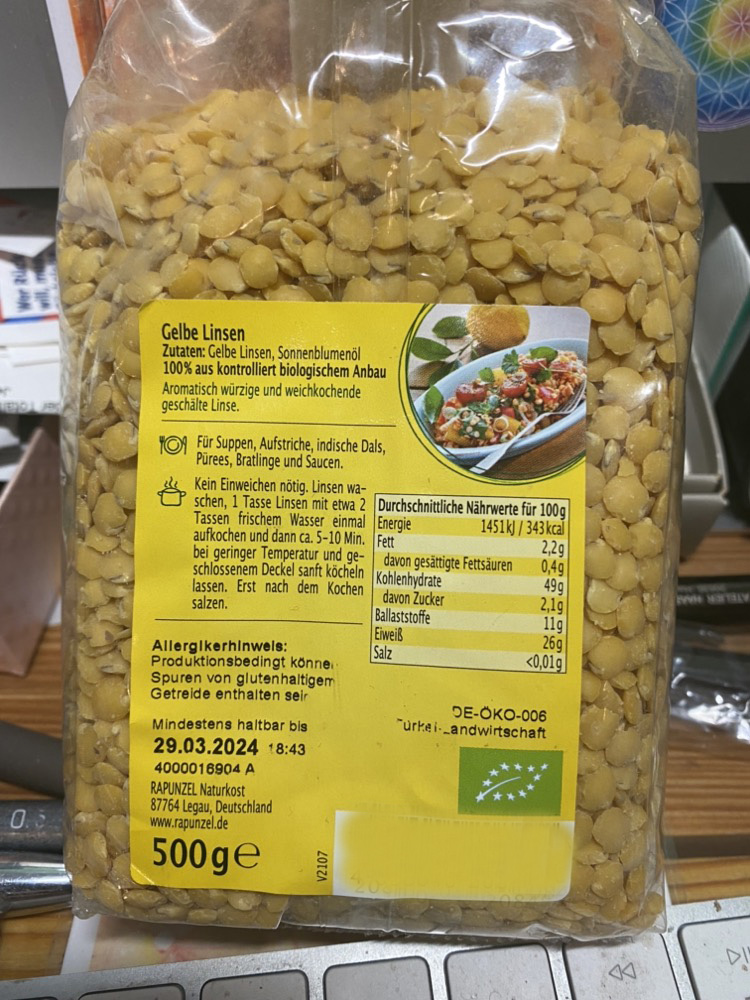 Gelbe Linsen
Zutaten: Gelbe Linsen, Sonnenblumenöl
100% aus kontrolliert biologischem Anbau
Aromatisch würzige und weichkochende
geschälte Linse.
Für Suppen, Aufstriche, indische Dals,
Pürees, Bratlinge und Saucen.
Kein Einweichen nötig. Linsen wa-
schen, 1 Tasse Linsen mit etwa 2
Tassen frischem Wasser einmal
aufkochen und dann ca. 5-10 Min.
bei geringer Temperatur und ge-
schlossenem Deckel sanft köcheln
lassen. Erst nach dem Kochen
salzen.
Durchschnittliche Nährwerte für 100g
Energie 1451kJ / 343kcal
Fett 2,2g
davon gesättigte Fettsäuren 0,4g
Kohlenhydrate 49g
davon Zucker 2,1g
Ballaststoffe 11g
Eiweiß 26g
Salz <0,01g
Allergikerhinweis:
Produktionsbedingt könne
Spuren von glutenhaltigem
Getreide enthalten sei
DE-ÖKO-006
Türkei-Landwirtschaft
Mindestens haltbar bis
29.03.2024 18:43
4000016904 A
RAPUNZEL Naturkost
87764 Legau, Deutschland
www.rapunzel.de
500g℮
V2107